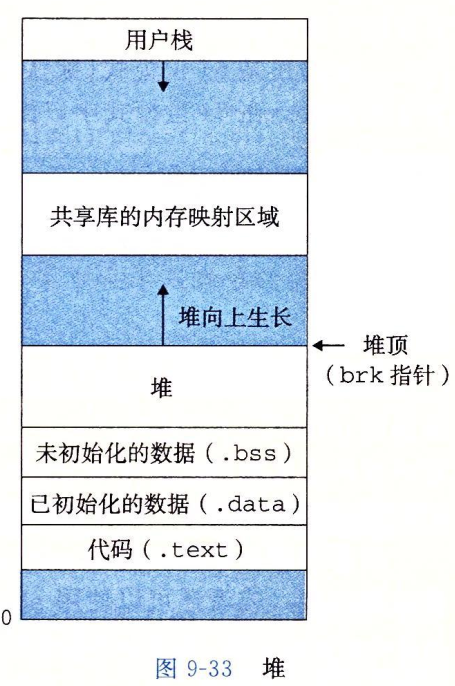 用户栈
共享库的内存映射区域
堆向上生长
堆顶
（brk 指针）
堆
未初始化的数据（.bss）
已初始化的数据（.data）
代码（.text）
0
图 9-33 堆